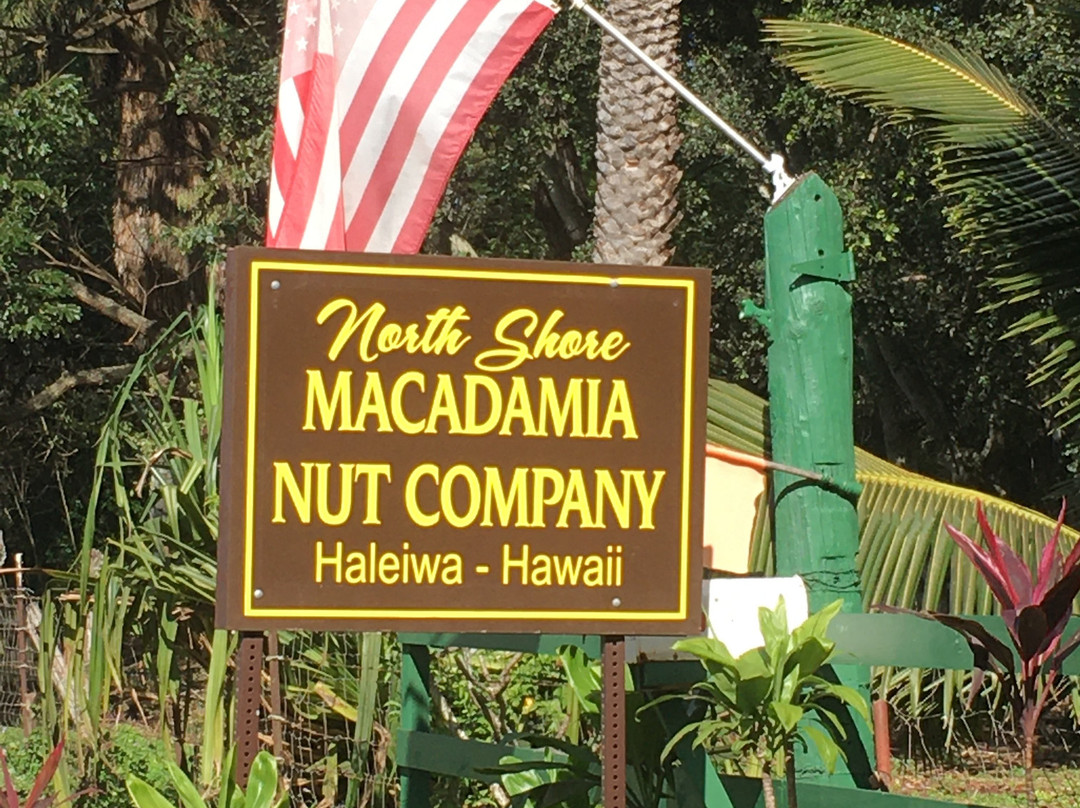 North Shore
MACADAMIA
NUT COMPANY
Haleiwa - Hawaii